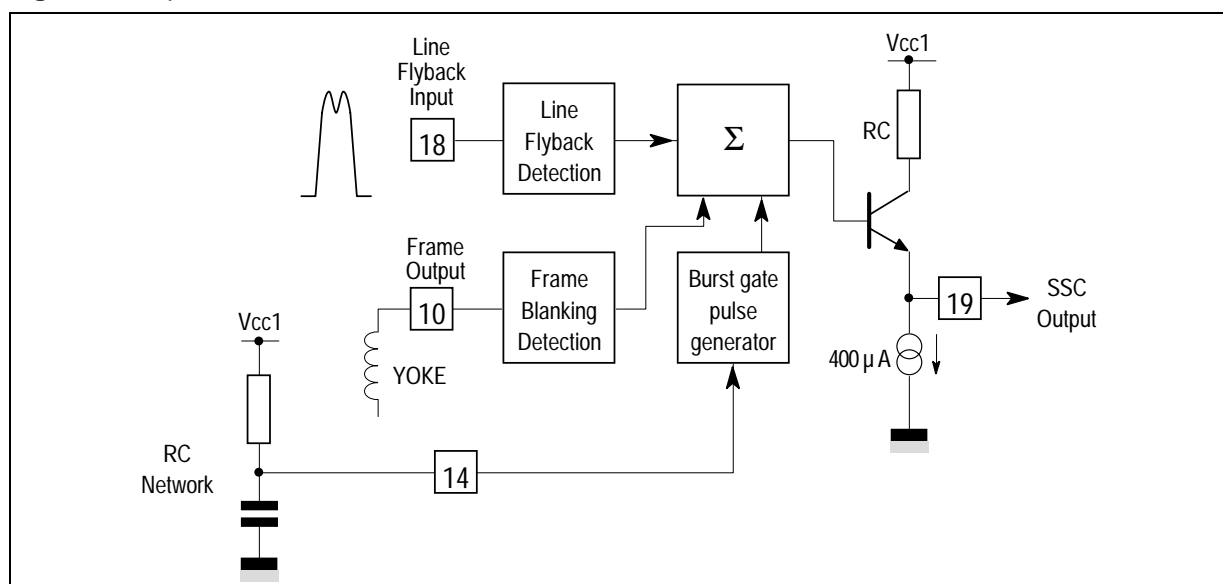 Vcc1
Line
Flyback
Input
18
Line
Flyback
Detection
Σ
RC
Frame
Output
10
Frame
Blanking
Detection
Burst gate
pulse
generator
19
SSC
Output
Vcc1
YOKE
400 µ A
RC
Network
14